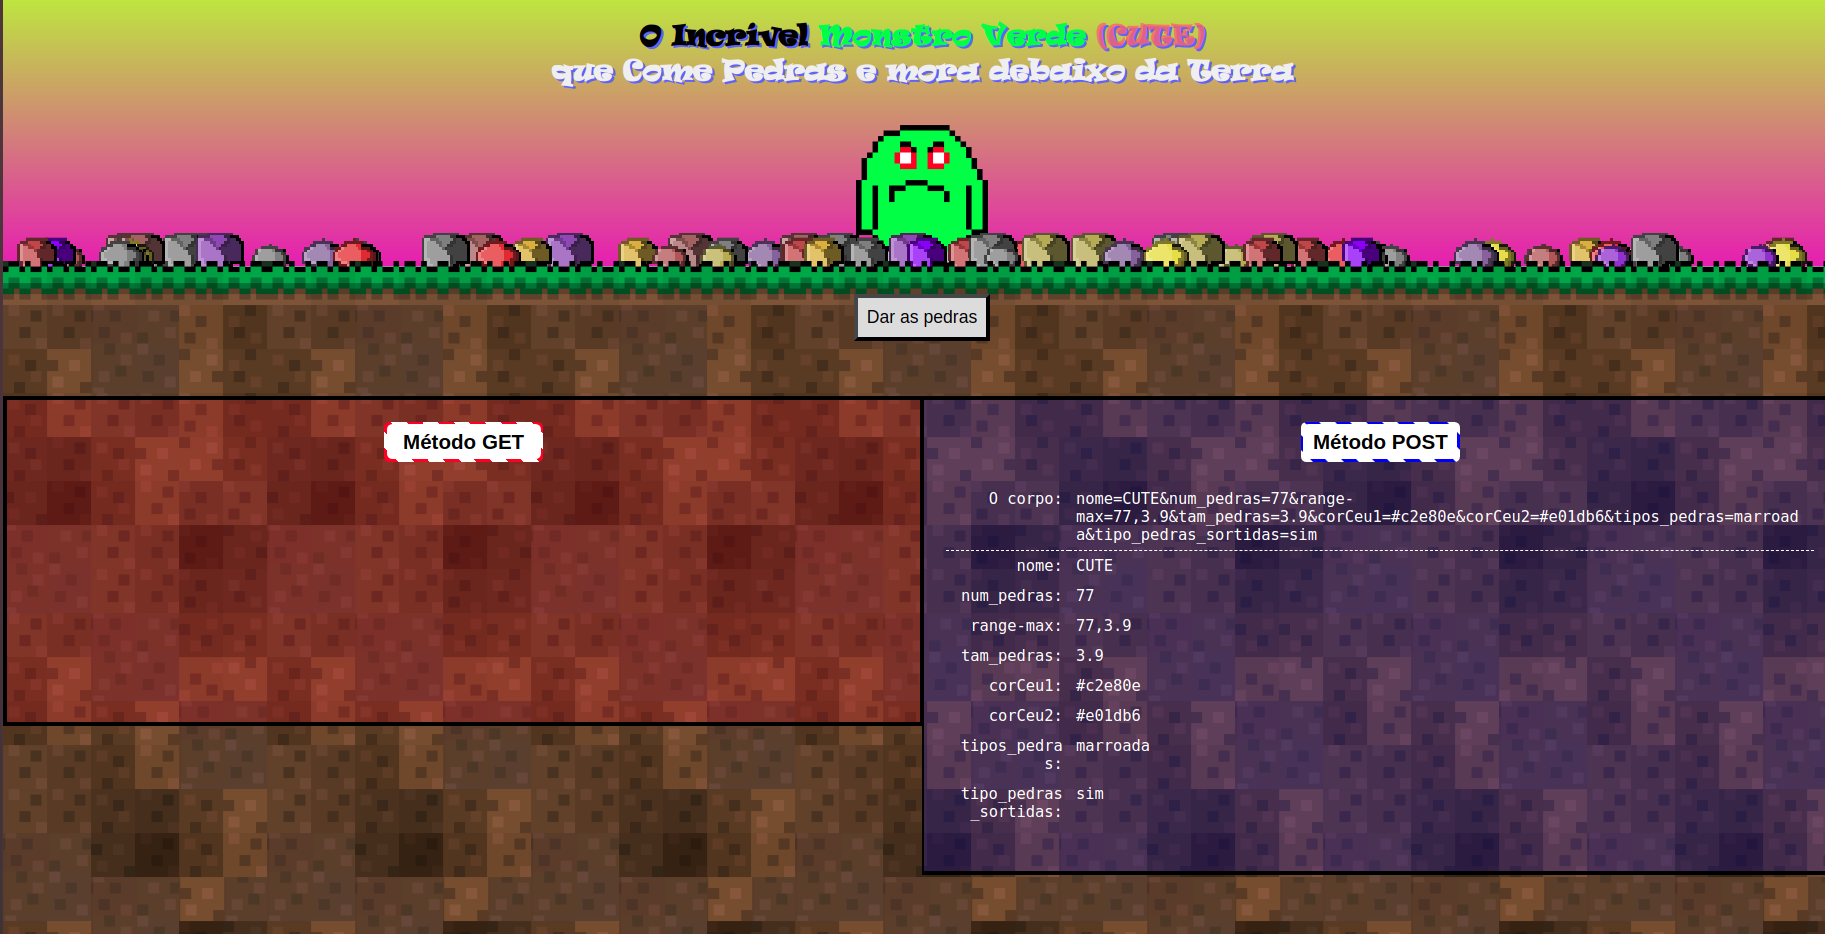 O Incrível Monstro Verde (CUTE)
que Come Pedras e mora debaixo da Terra
Dar as pedras
Método GET
Método POST
O corpo: nome=CUTE&num_pedras=77&range-
max=77,3.9&tam_pedras=3.9&corCeu1=#c2e80e&corCeu2=#e01db6&tipos_pedras=marroad
a&tipo_pedras_sortidas=sim
nome: CUTE
num_pedras: 77
range-max: 77,3.9
tam_pedras: 3.9
corCeu1: #c2e80e
corCeu2: #e01db6
tipos_pedra marroada
s:
tipo_pedras sim
_sortidas: